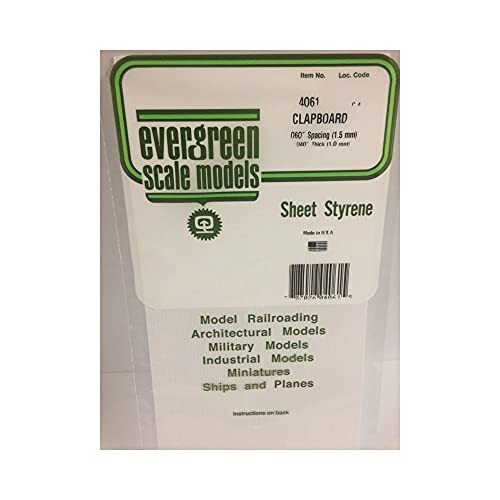 Item No. Loc. Code
4061
CLAPBOARD
.060" Spacing (1.5 mm)
.040" Thick (1.0 mm)
evergreen
scale models
Sheet Styrene
Made in U S A
Model Railroading
Architectural Models
Military Models
Industrial Models
Miniatures
Ships and Planes
Instructions on back